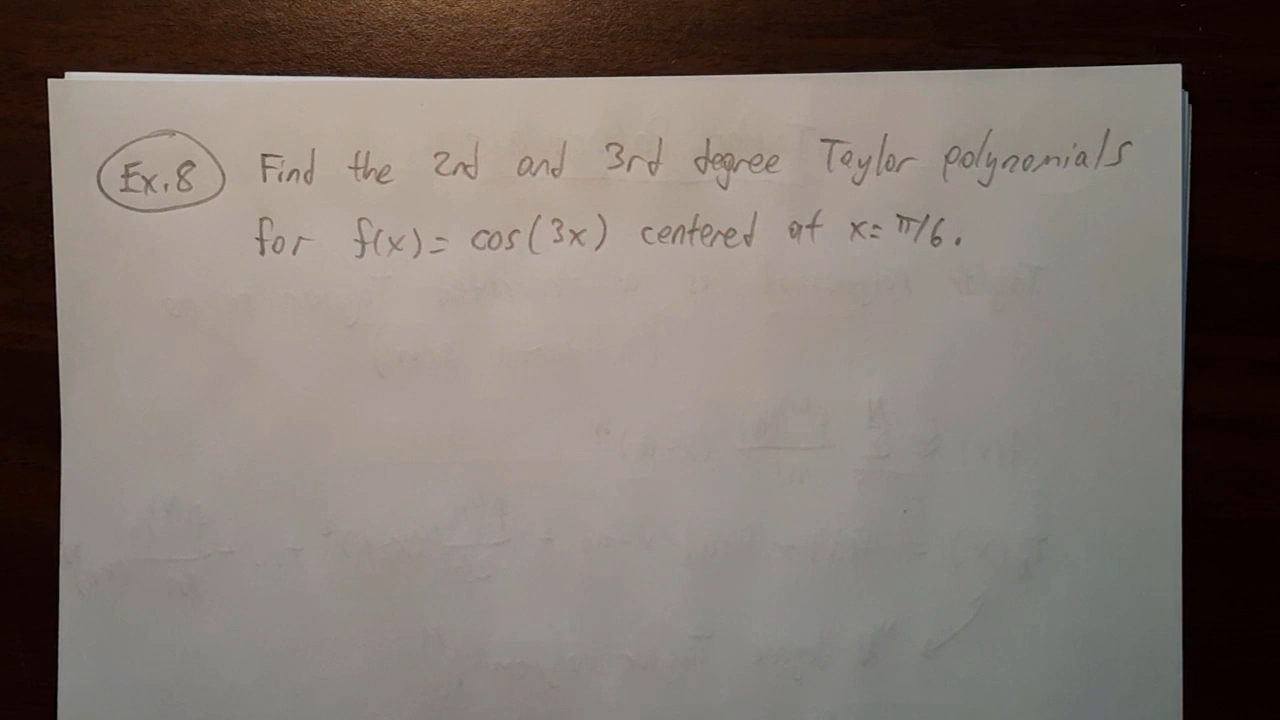 Ex. 8 Find the 2nd and 3rd degree Taylor polynomials
for f(x) = cos(3x) centered at x = π/6.